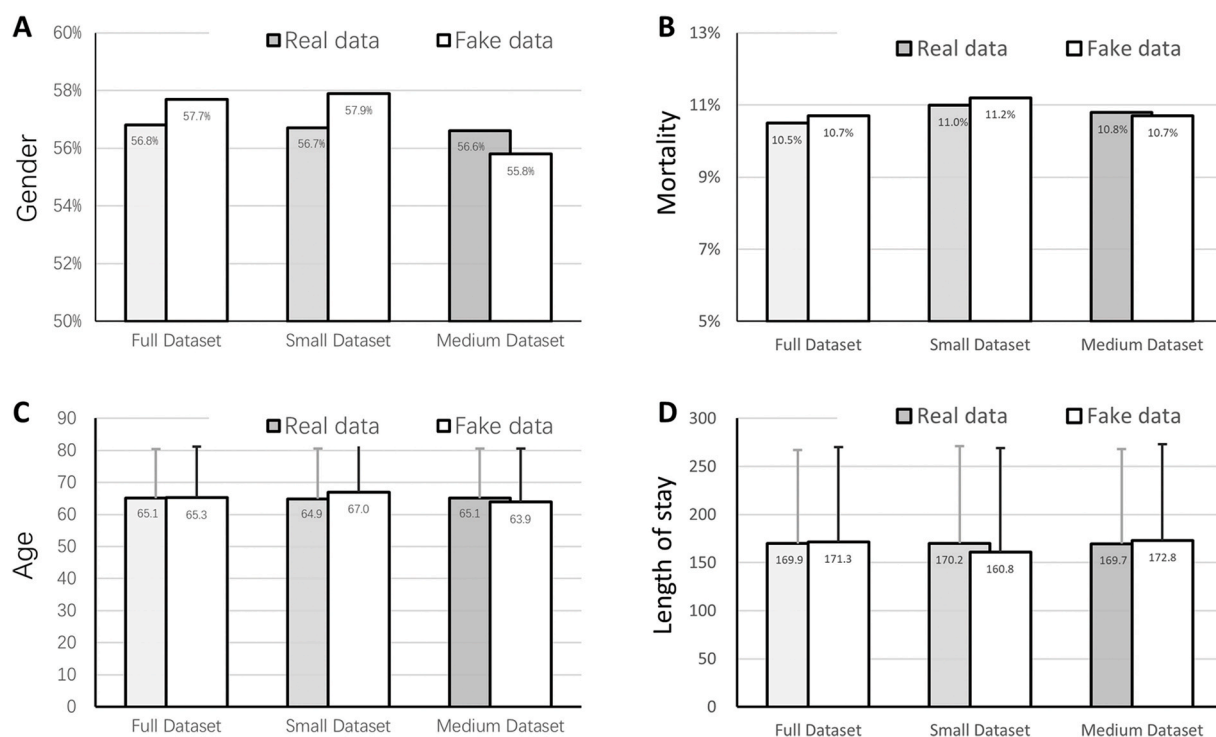 A
Real data
Fake data
60%
58%
56%
54%
52%
50%
Gender
56.8%
57.7%
56.7%
57.9%
56.6%
55.8%
Full Dataset
Small Dataset
Medium Dataset
B
Real data
Fake data
13%
11%
9%
7%
5%
Mortality
10.5%
10.7%
11.0%
11.2%
10.8%
10.7%
Full Dataset
Small Dataset
Medium Dataset
C
Real data
Fake data
90
80
70
60
50
40
30
20
10
0
Age
65.1
65.3
64.9
67.0
65.1
63.9
Full Dataset
Small Dataset
Medium Dataset
D
Real data
Fake data
300
250
200
150
100
50
0
Length of stay
169.9
171.3
170.2
160.8
169.7
172.8
Full Dataset
Small Dataset
Medium Dataset